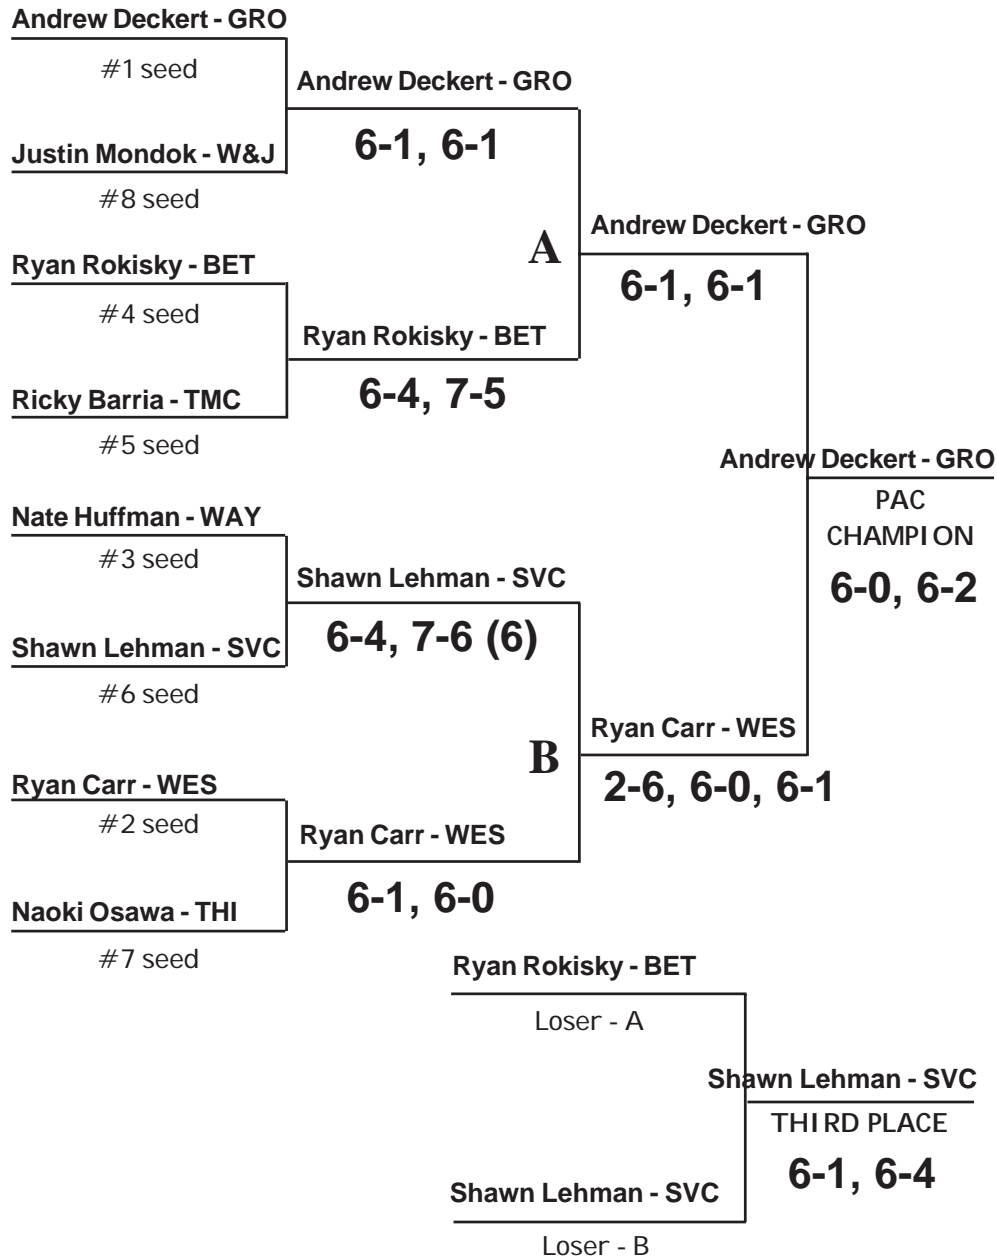 Andrew Deckert - GRO
#1 seed
Andrew Deckert - GRO
6-1, 6-1
Justin Mondok - W&J
#8 seed
Andrew Deckert - GRO
A
6-1, 6-1
Ryan Rokisky - BET
#4 seed
Ryan Rokisky - BET
6-4, 7-5
Ricky Barria - TMC
#5 seed
Andrew Deckert - GRO
PAC
CHAMPION
6-0, 6-2
Nate Huffman - WAY
#3 seed
Shawn Lehman - SVC
6-4, 7-6 (6)
Shawn Lehman - SVC
#6 seed
Ryan Carr - WES
B
2-6, 6-0, 6-1
Ryan Carr - WES
#2 seed
Ryan Carr - WES
6-1, 6-0
Naoki Osawa - THI
#7 seed
Ryan Rokisky - BET
Loser - A
Shawn Lehman - SVC
THIRD PLACE
6-1, 6-4
Shawn Lehman - SVC
Loser - B